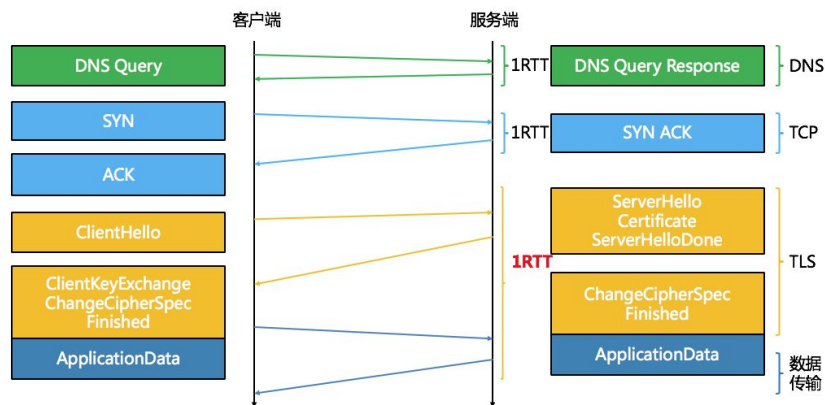 客户端 服务端
DNS Query 1RTT DNS Query Response DNS
SYN 1RTT SYN ACK TCP
ACK
ClientHello
ServerHello
Certificate
ServerHelloDone
1RTT TLS
ClientKeyExchange
ChangeCipherSpec
Finished
ChangeCipherSpec
Finished
ApplicationData ApplicationData
数据
传输